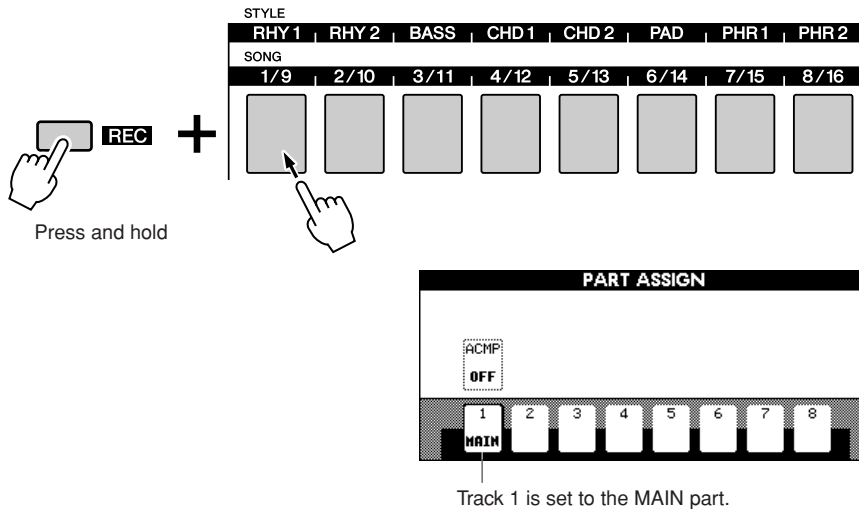 STYLE
RHY 1 RHY 2 BASS CHD 1 CHD 2 PAD PHR 1 PHR 2
SONG
1/9 2/10 3/11 4/12 5/13 6/14 7/15 8/16
REC
Press and hold
PART ASSIGN
ACMP
OFF
1 2 3 4 5 6 7 8
MAIN
Track 1 is set to the MAIN part.